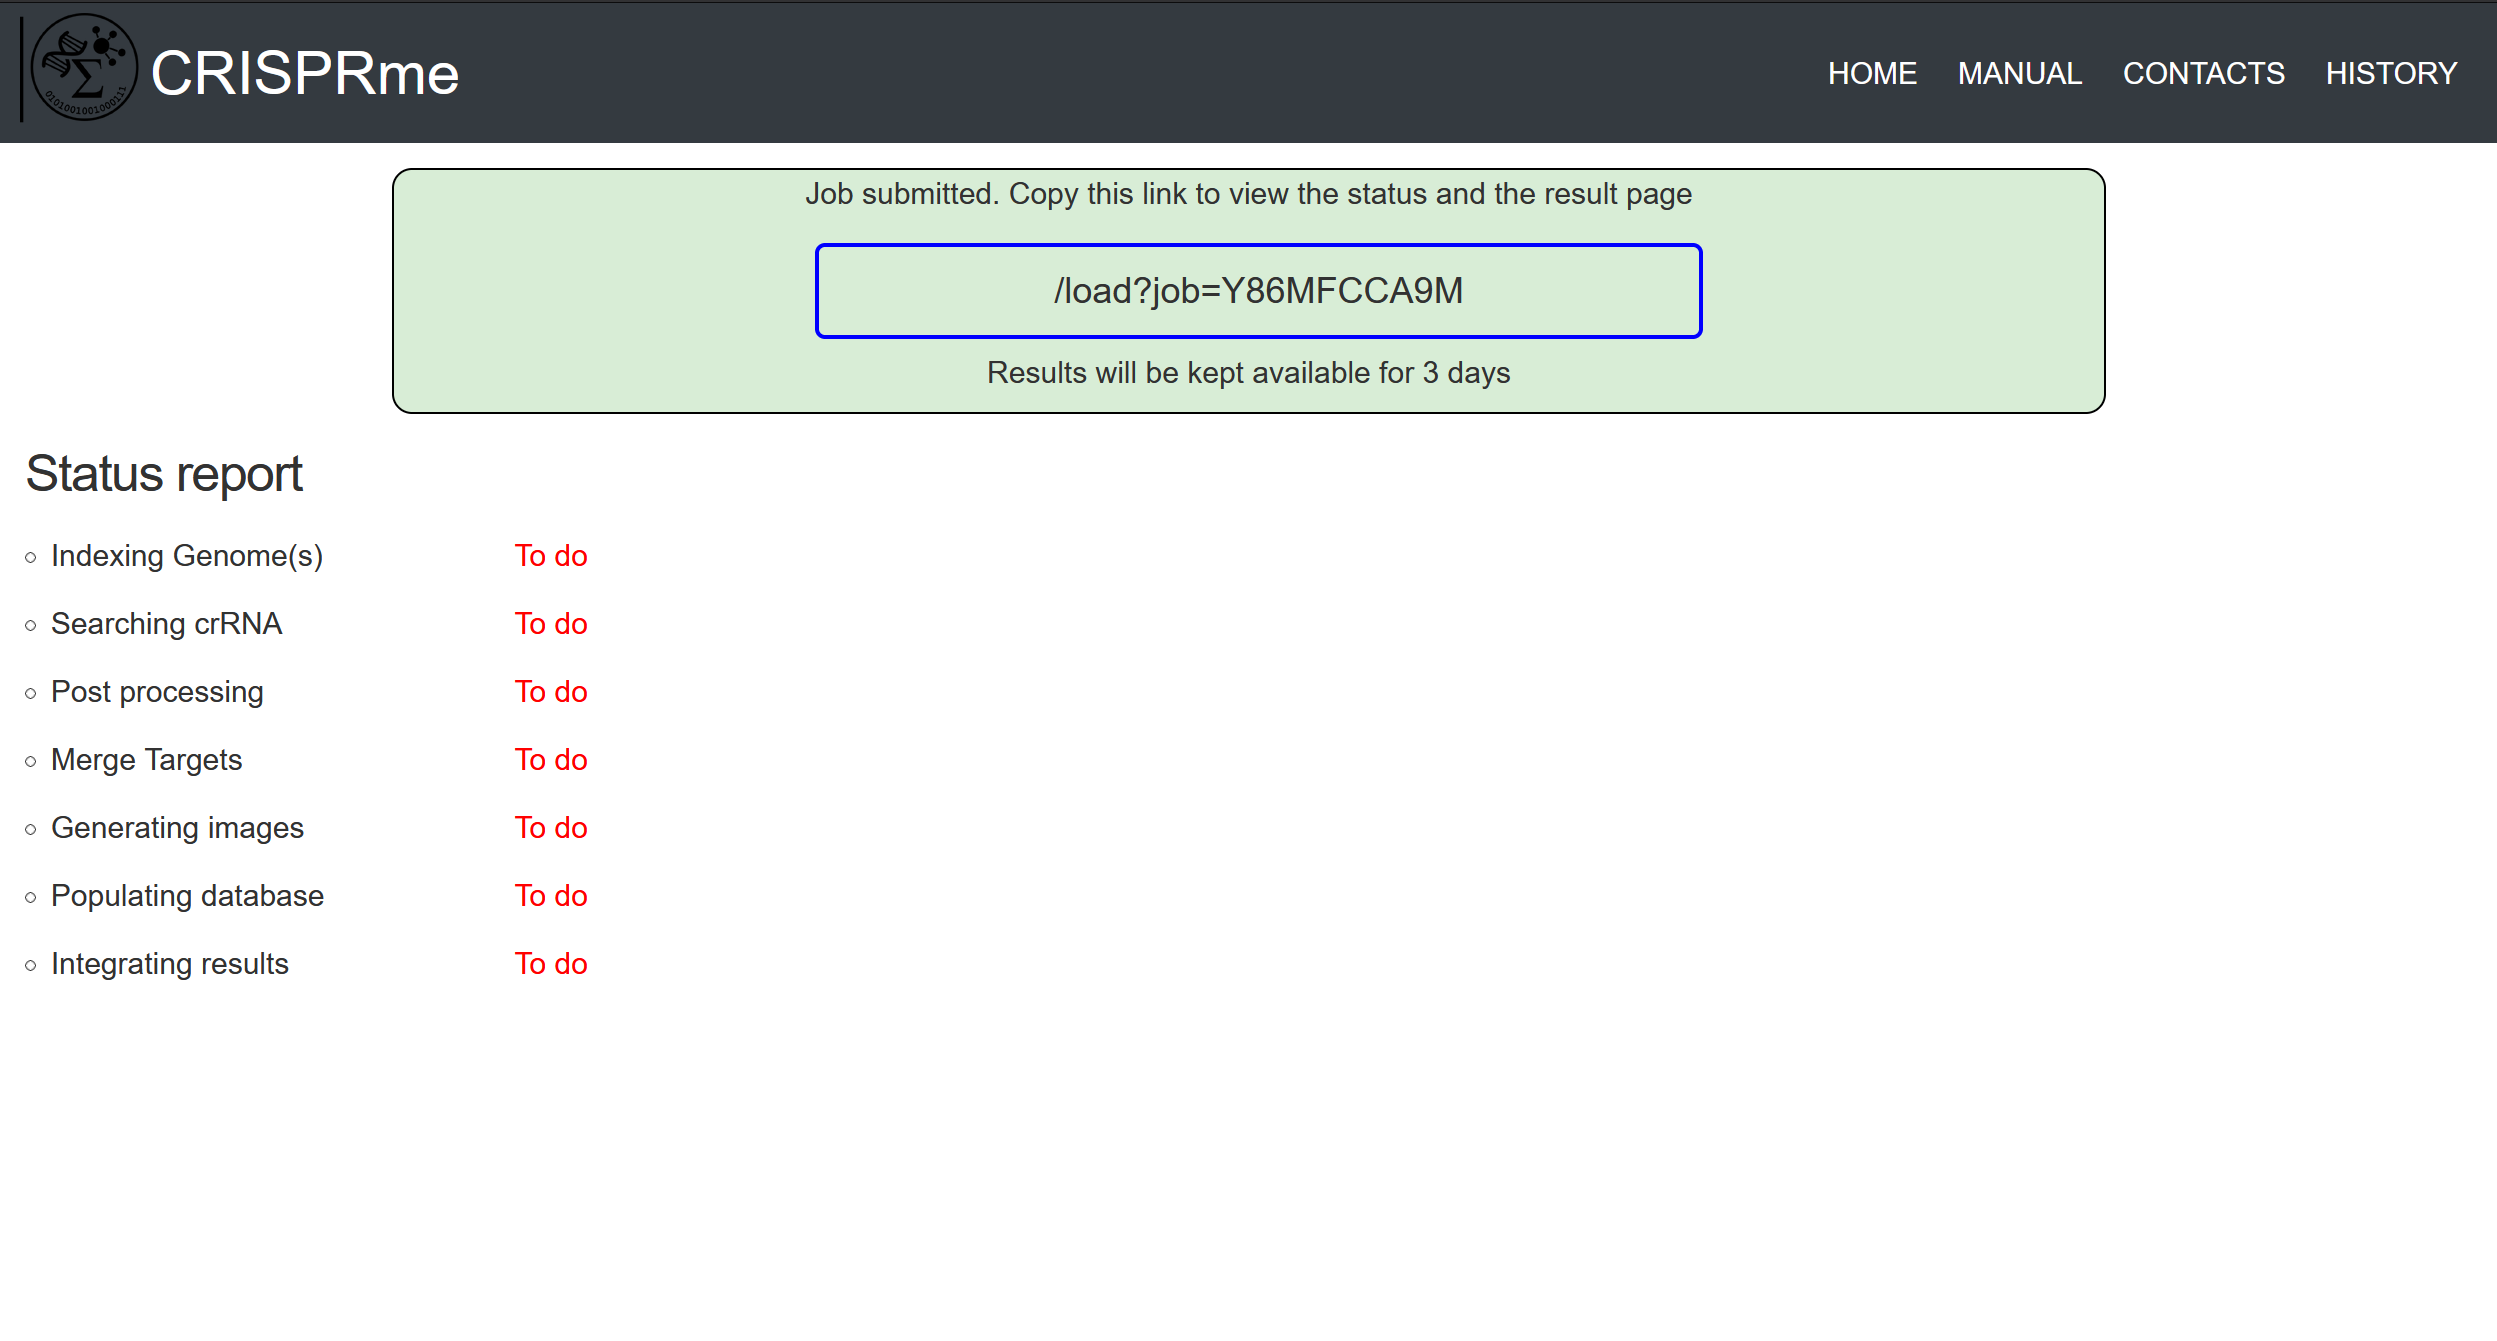 CRISPRme
HOME MANUAL CONTACTS HISTORY
0101001001000111
Job submitted. Copy this link to view the status and the result page
/load?job=Y86MFCCA9M
Results will be kept available for 3 days
Status report
Indexing Genome(s) To do
Searching crRNA To do
Post processing To do
Merge Targets To do
Generating images To do
Populating database To do
Integrating results To do